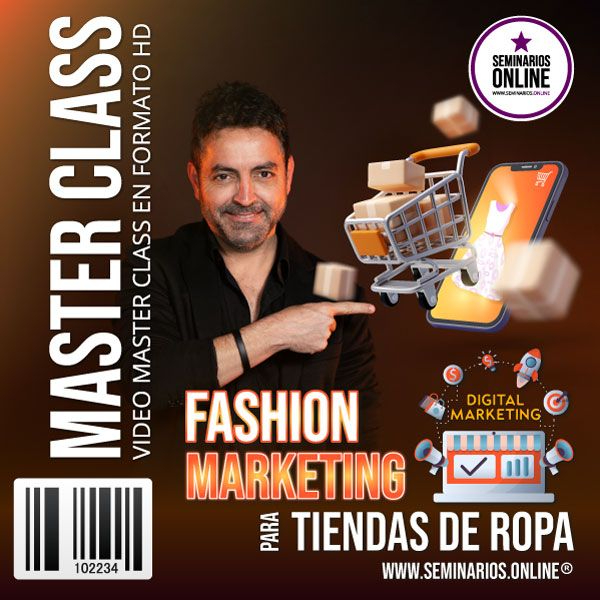 MASTER CLASS
VIDEO MASTER CLASS EN FORMATO HD
SEMINARIOS
ONLINE
WWW.SEMINARIOS.ONLINE
DIGITAL
MARKETING
FASHION
MARKETING
PARA TIENDAS DE ROPA
WWW.SEMINARIOS.ONLINE®
102234